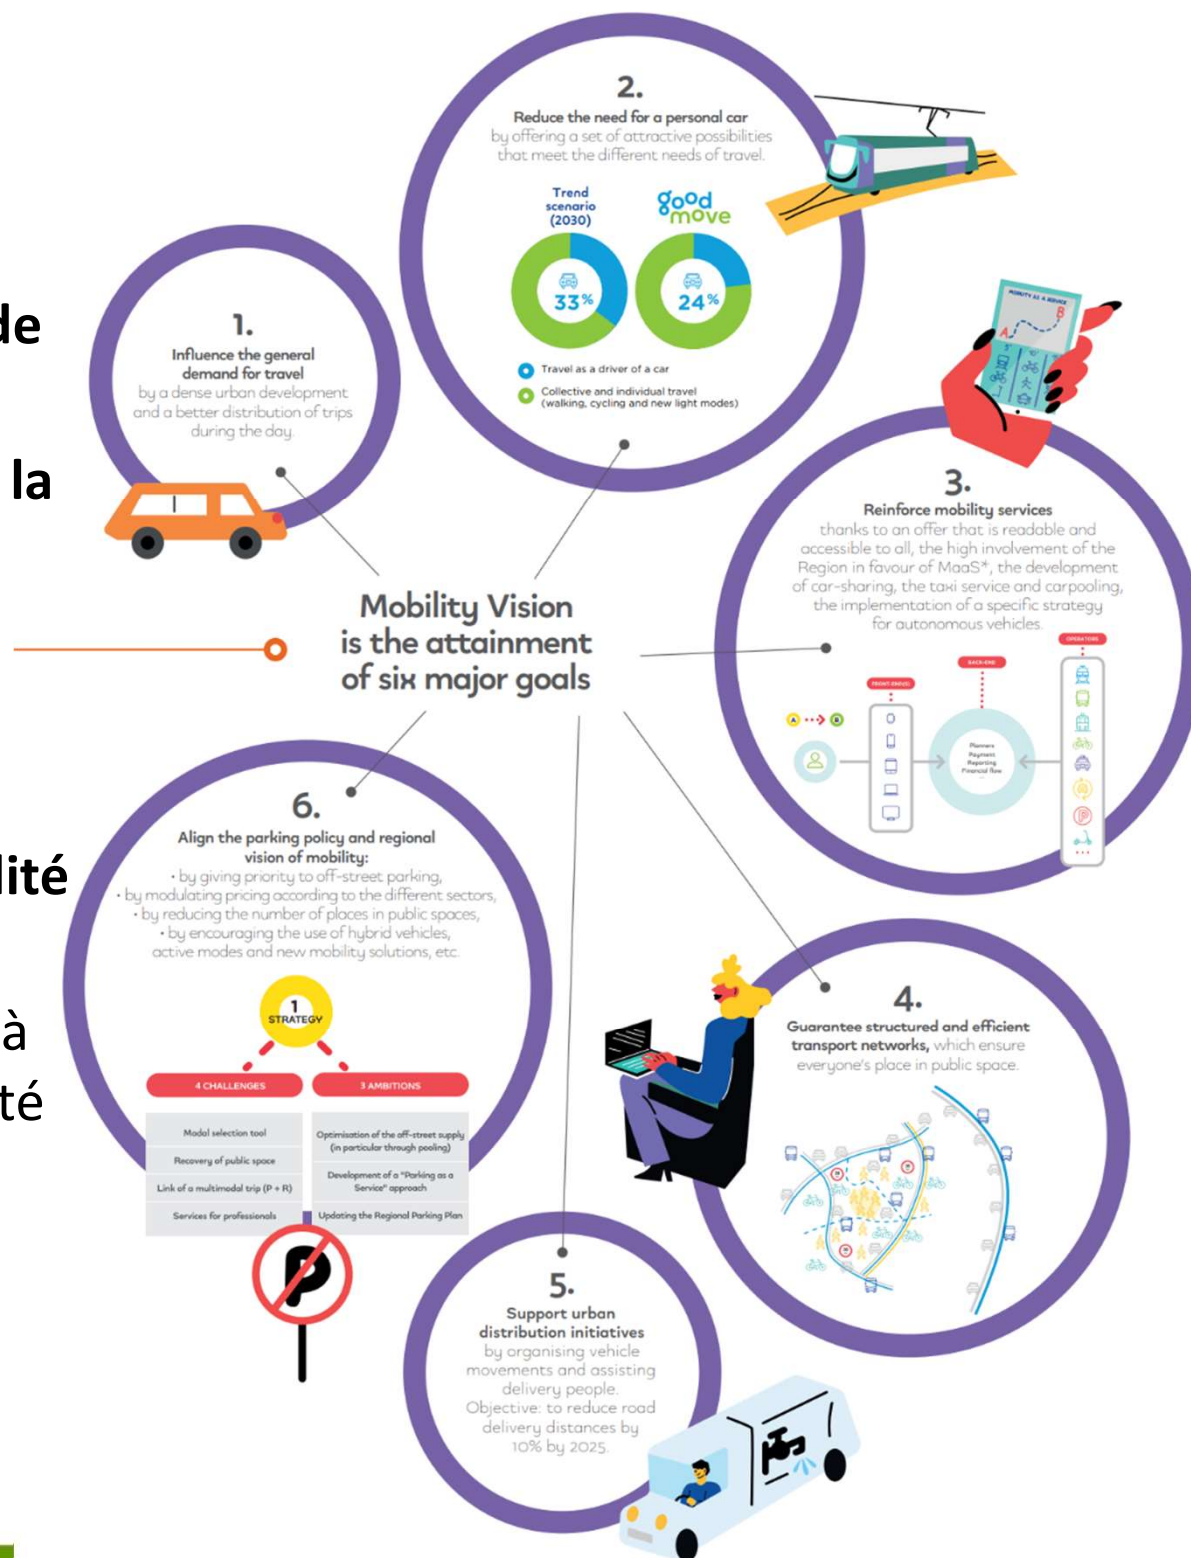 de
la
lité
à
té
Mobility Vision
is the attainment
of six major goals
1.
Influence the general
demand for travel
by a dense urban development
and a better distribution of trips
during the day.
2.
Reduce the need for a personal car
by offering a set of attractive possibilities
that meet the different needs of travel.
Trend
scenario
(2030)
good
move
33%
24%
Travel as a driver of a car
Collective and individual travel
(walking, cycling and new light modes)
MOBILITY AS A SERVICE
A
B
3.
Reinforce mobility services
thanks to an offer that is readable and
accessible to all, the high involvement of the
Region in favour of MaaS*, the development
of car-sharing, the taxi service and carpooling,
the implementation of a specific strategy
for autonomous vehicles.
OPERATORS
BACK-END
A
B
Planners
Payment
Reporting
Financial flow
...
P
...
4.
Guarantee structured and efficient
transport networks, which ensure
everyone's place in public space.
5.
Support urban
distribution initiatives
by organising vehicle
movements and assisting
delivery people.
Objective: to reduce road
delivery distances by
10% by 2025.
6.
Align the parking policy and regional
vision of mobility:
• by giving priority to off-street parking,
• by modulating pricing according to the different sectors,
• by reducing the number of places in public spaces,
• by encouraging the use of hybrid vehicles,
active modes and new mobility solutions, etc.
1
STRATEGY
4 CHALLENGES
Modal selection tool
Recovery of public space
Link of a multimodal trip (P + R)
Services for professionals
3 AMBITIONS
Optimisation of the off-street supply
(in particular through pooling)
Development of a "Parking as a
Service" approach
Updating the Regional Parking Plan
P